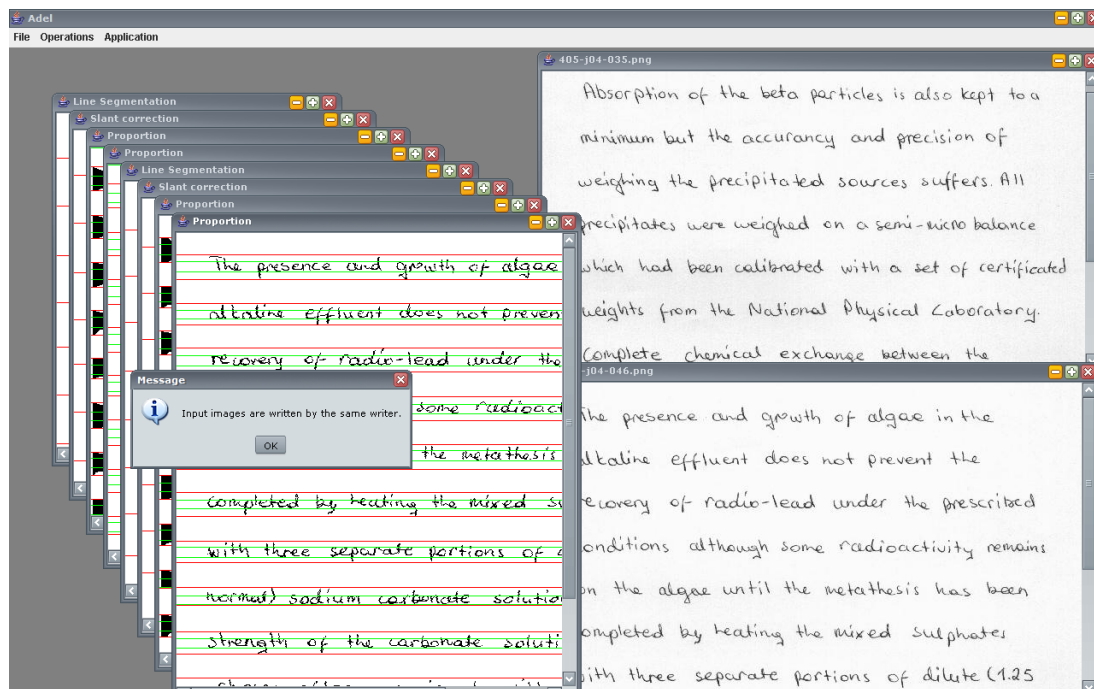 Adel
File Operations Application
Line Segmentation
Slant correction
Proportion
Proportion
Line Segmentation
Slant correction
Proportion
Proportion
The presence and growth of algae
alkaline effluent does not preven
recovery of radio-lead under the
some radioact
the metathesis
completed by heating the mixed su
with three separate portions of d
normal) sodium carbonate solutio
strength of the carbonate soluti
Message
Input images are written by the same writer.
OK
405-j04-035.png
Absorption of the beta particles is also kept to a
minimum but the accurancy and precision of
weighing the precipitated sources suffers. All
precipitates were weighed on a semi-micro balance
which had been calibrated with a set of certificated
weights from the National Physical Laboratory.
Complete chemical exchange between the
-j04-046.png
The presence and growth of algae in the
alkaline effluent does not prevent the
recovery of radio-lead under the prescribed
onditions although some radioactivity remains
on the algae until the metathesis has been
ompleted by heating the mixed sulphates
with three separate portions of dilute (1.25